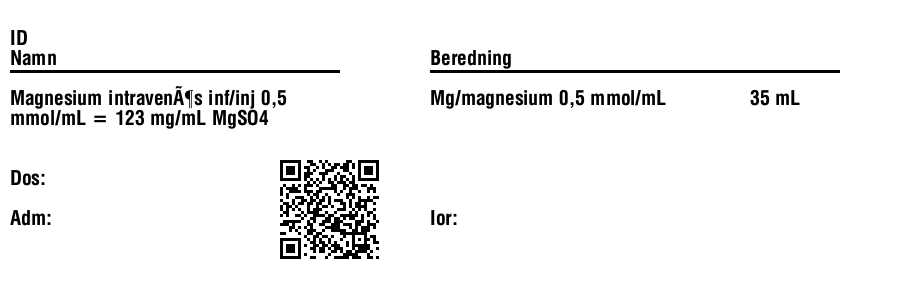 ID
Namn
Beredning
Magnesium intravenÃ¶s inf/inj 0,5
mmol/mL = 123 mg/mL MgSO4
Mg/magnesium 0,5 mmol/mL 35 mL
Dos:
Adm:
Ior: